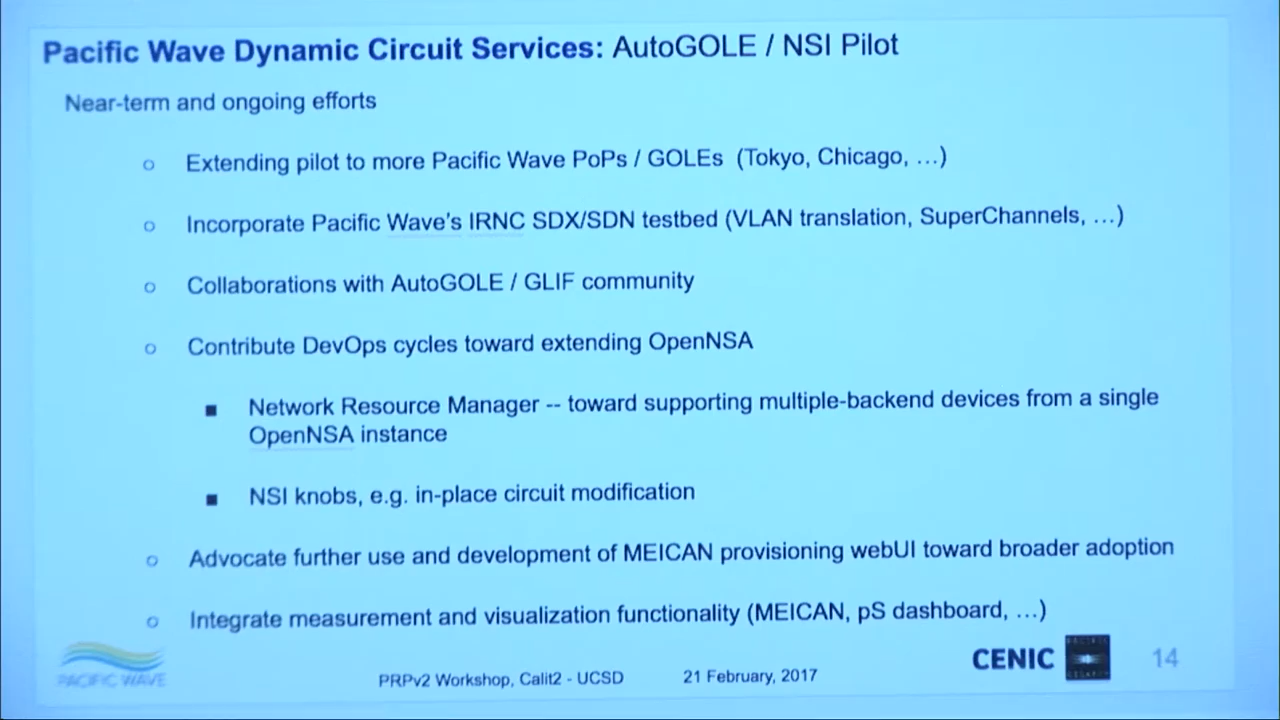 Pacific Wave Dynamic Circuit Services: AutoGOLE / NSI Pilot
Near-term and ongoing efforts
○ Extending pilot to more Pacific Wave PoPs / GOLEs (Tokyo, Chicago, …)
○ Incorporate Pacific Wave's IRNC SDX/SDN testbed (VLAN translation, SuperChannels, …)
○ Collaborations with AutoGOLE / GLIF community
○ Contribute DevOps cycles toward extending OpenNSA
■ Network Resource Manager -- toward supporting multiple-backend devices from a single
OpenNSA instance
■ NSI knobs, e.g. in-place circuit modification
○ Advocate further use and development of MEICAN provisioning webUI toward broader adoption
○ Integrate measurement and visualization functionality (MEICAN, pS dashboard, …)
PACIFIC WAVE
PRPv2 Workshop, Calit2 - UCSD
21 February, 2017
CENIC
14